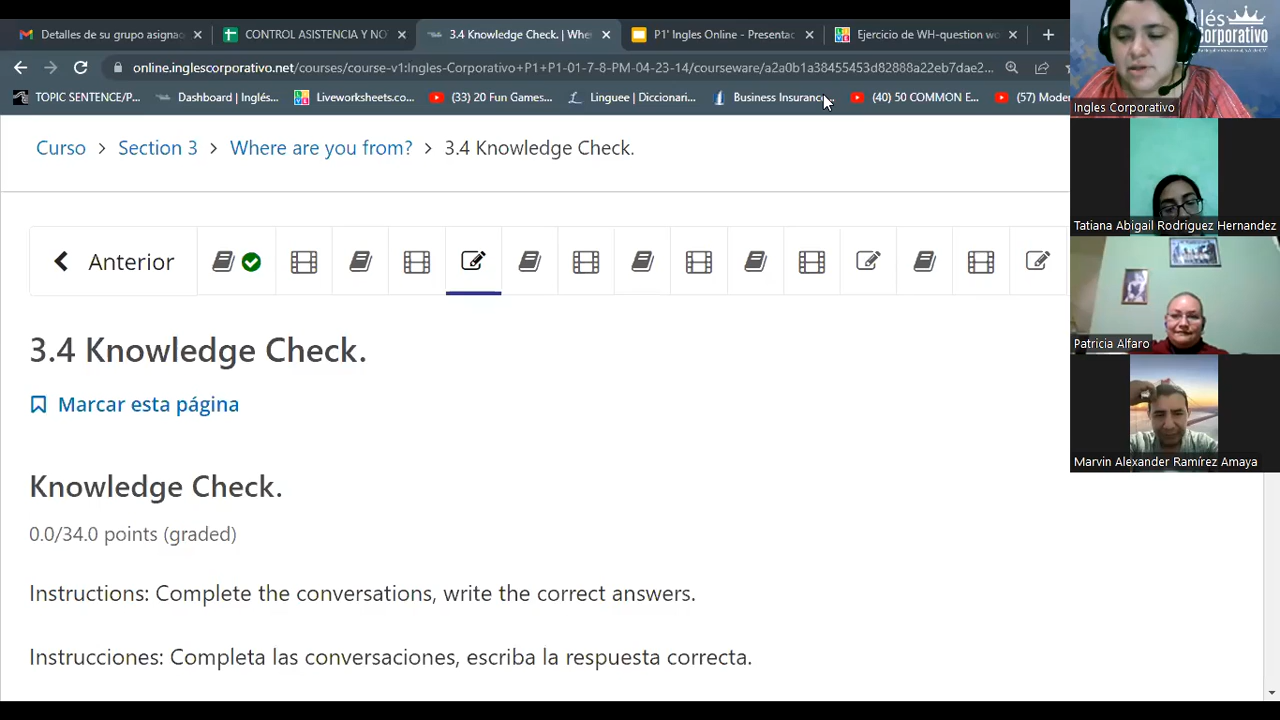 Detalles de su grupo asignac
CONTROL ASISTENCIA Y NO
3.4 Knowledge Check. | Whe
P1' Ingles Online - Presenta
Ejercicio de WH-question wo
online.inglescorporativo.net/courses/course-v1:Ingles-Corporativo+P1+P1-01-7-8-PM-04-23-14/courseware/a2a0b1a38455453d82888a22eb7dae2...
TOPIC SENTENCE/P...
Dashboard | Inglés...
Liveworksheets.co...
(33) 20 Fun Games...
Linguee | Diccionari...
Business Insuranc
(40) 50 COMMON E...
(57) Mode
Curso > Section 3 > Where are you from? > 3.4 Knowledge Check.
Anterior
3.4 Knowledge Check.
Marcar esta página
Knowledge Check.
0.0/34.0 points (graded)
Instructions: Complete the conversations, write the correct answers.
Instrucciones: Completa las conversaciones, escriba la respuesta correcta.
lés
Corporativo
Ingles Corporativo
Tatiana Abigail Rodriguez Hernandez
Patricia Alfaro
Marvin Alexander Ramírez Amaya